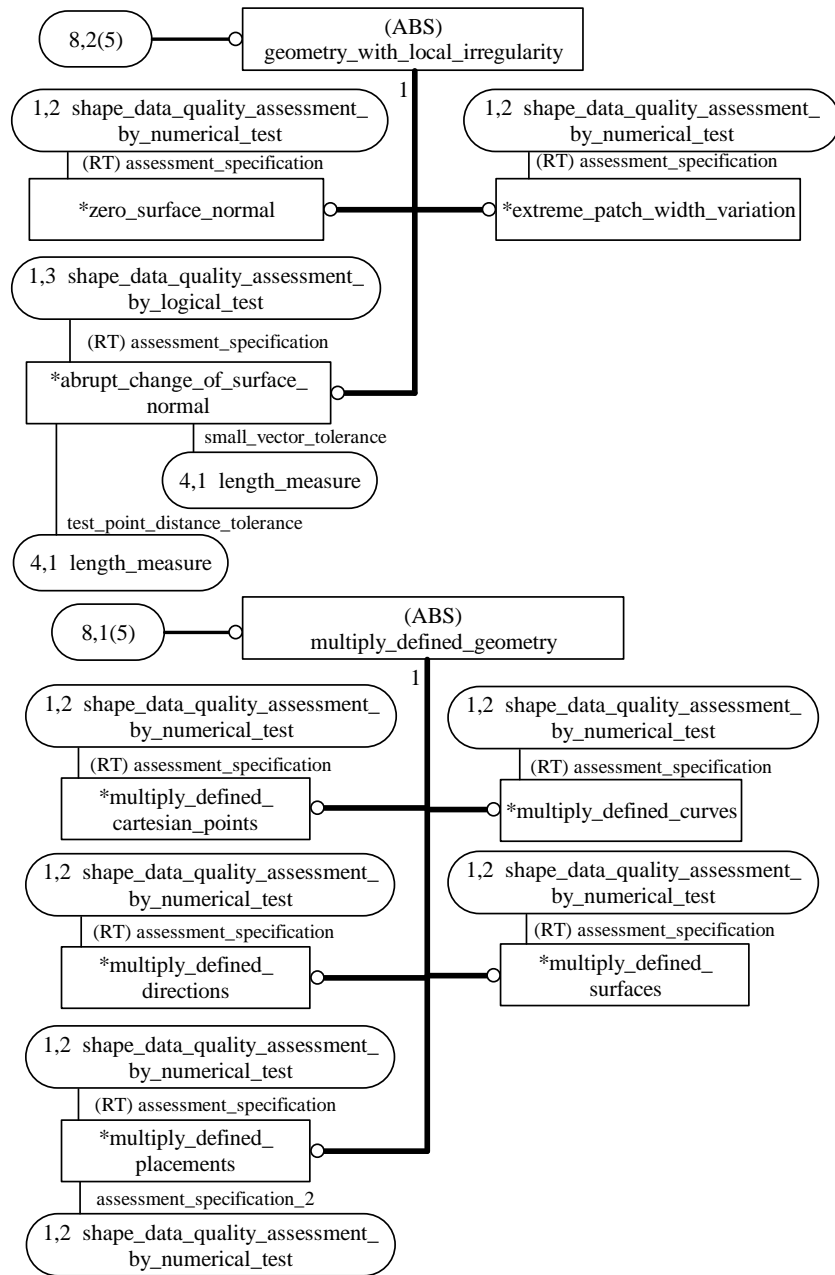 8,2(5)
(ABS)
geometry_with_local_irregularity
1
1,2 shape_data_quality_assessment_
by_numerical_test
(RT) assessment_specification
*zero_surface_normal
1,2 shape_data_quality_assessment_
by_numerical_test
(RT) assessment_specification
*extreme_patch_width_variation
1,3 shape_data_quality_assessment_
by_logical_test
(RT) assessment_specification
*abrupt_change_of_surface_
normal
small_vector_tolerance
4,1 length_measure
test_point_distance_tolerance
4,1 length_measure
8,1(5)
(ABS)
multiply_defined_geometry
1
1,2 shape_data_quality_assessment_
by_numerical_test
(RT) assessment_specification
*multiply_defined_
cartesian_points
1,2 shape_data_quality_assessment_
by_numerical_test
(RT) assessment_specification
*multiply_defined_curves
1,2 shape_data_quality_assessment_
by_numerical_test
(RT) assessment_specification
*multiply_defined_
directions
1,2 shape_data_quality_assessment_
by_numerical_test
(RT) assessment_specification
*multiply_defined_
surfaces
1,2 shape_data_quality_assessment_
by_numerical_test
(RT) assessment_specification
*multiply_defined_
placements
assessment_specification_2
1,2 shape_data_quality_assessment_
by_numerical_test